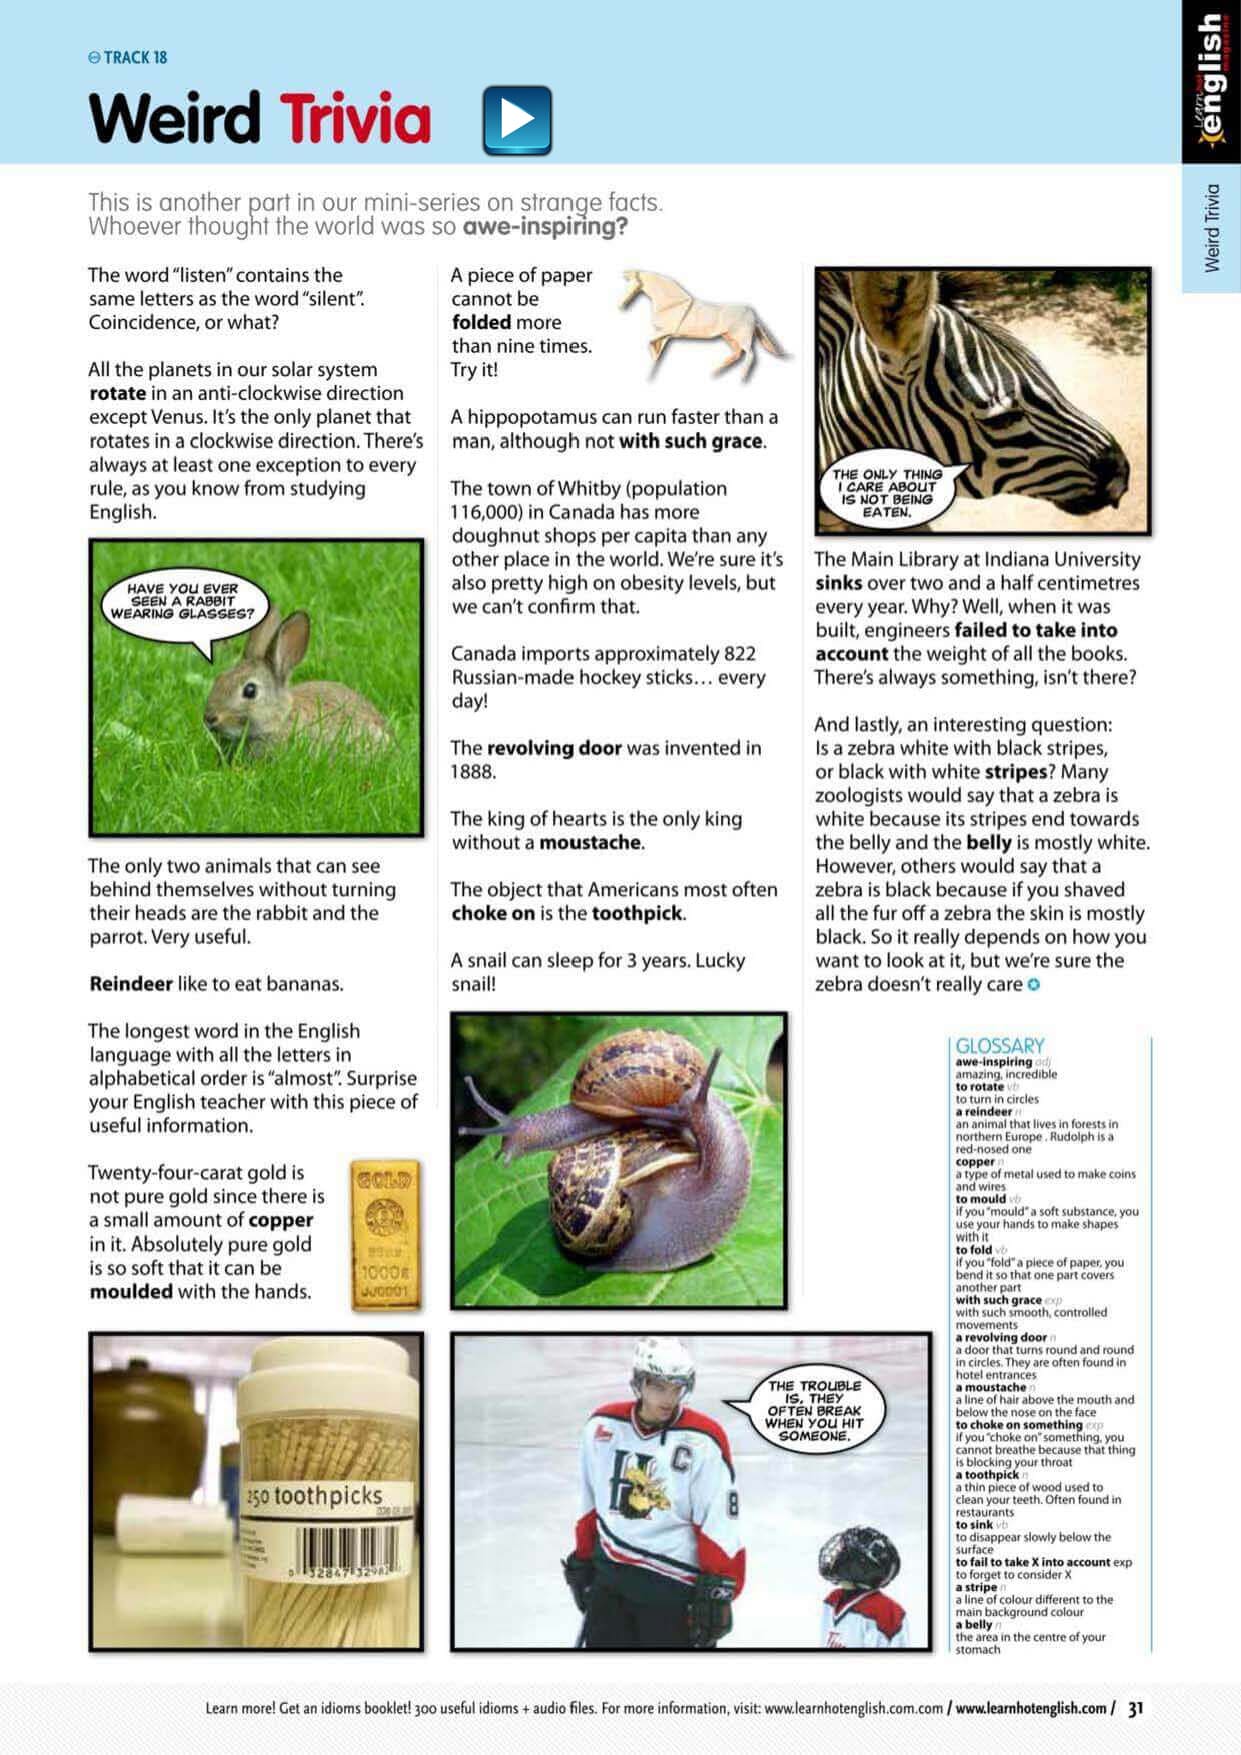 TRACK 18
Weird Trivia
This is another part in our mini-series on strange facts.
Whoever thought the world was so awe-inspiring?
The word “listen” contains the
same letters as the word “silent”.
Coincidence, or what?
All the planets in our solar system
rotate in an anti-clockwise direction
except Venus. It’s the only planet that
rotates in a clockwise direction. There’s
always at least one exception to every
rule, as you know from studying
English.
HAVE YOU EVER
SEEN A RABBIT
WEARING GLASSES?
The only two animals that can see
behind themselves without turning
their heads are the rabbit and the
parrot. Very useful.
Reindeer like to eat bananas.
The longest word in the English
language with all the letters in
alphabetical order is “almost”. Surprise
your English teacher with this piece of
useful information.
Twenty-four-carat gold is
not pure gold since there is
a small amount of copper
in it. Absolutely pure gold
is so soft that it can be
moulded with the hands.
GOLD
1000g
250 toothpicks
A piece of paper
cannot be
folded more
than nine times.
Try it!
A hippopotamus can run faster than a
man, although not with such grace.
The town of Whitby (population
116,000) in Canada has more
doughnut shops per capita than any
other place in the world. We’re sure it’s
also pretty high on obesity levels, but
we can’t confirm that.
Canada imports approximately 822
Russian-made hockey sticks… every
day!
The revolving door was invented in
1888.
The king of hearts is the only king
without a moustache.
The object that Americans most often
choke on is the toothpick.
A snail can sleep for 3 years. Lucky
snail!
THE TROUBLE
IS, THEY
OFTEN BREAK
WHEN YOU HIT
SOMEONE.
C
8
THE ONLY THING
I CARE ABOUT
IS NOT BEING
EATEN.
The Main Library at Indiana University
sinks over two and a half centimetres
every year. Why? Well, when it was
built, engineers failed to take into
account the weight of all the books.
There’s always something, isn’t there?
And lastly, an interesting question:
Is a zebra white with black stripes,
or black with white stripes? Many
zoologists would say that a zebra is
white because its stripes end towards
the belly and the belly is mostly white.
However, others would say that a
zebra is black because if you shaved
all the fur off a zebra the skin is mostly
black. So it really depends on how you
want to look at it, but we’re sure the
zebra doesn’t really care
GLOSSARY
awe-inspiring adj
amazing, incredible
to rotate vb
to turn in circles
a reindeer n
an animal that lives in forests in
northern Europe . Rudolph is a
red-nosed one
copper n
a type of metal used to make coins
and wires
to mould vb
if you “mould” a soft substance, you
use your hands to make shapes
with it
to fold vb
if you “fold” a piece of paper, you
bend it so that one part covers
another part
with such grace exp
with such smooth, controlled
movements
a revolving door n
a door that turns round and round
in circles. They are often found in
hotel entrances
a moustache n
a line of hair above the mouth and
below the nose on the face
to choke on something exp
if you “choke on” something, you
cannot breathe because that thing
is blocking your throat
a toothpick n
a thin piece of wood used to
clean your teeth. Often found in
restaurants
to sink vb
to disappear slowly below the
surface
to fail to take X into account exp
to forget to consider X
a stripe n
a line of colour different to the
main background colour
a belly n
the area in the centre of your
stomach
Learn hot english magazine
Weird Trivia
Learn more! Get an idioms booklet! 300 useful idioms + audio files. For more information, visit: www.learnhotenglish.com.com / www.learnhotenglish.com / 31